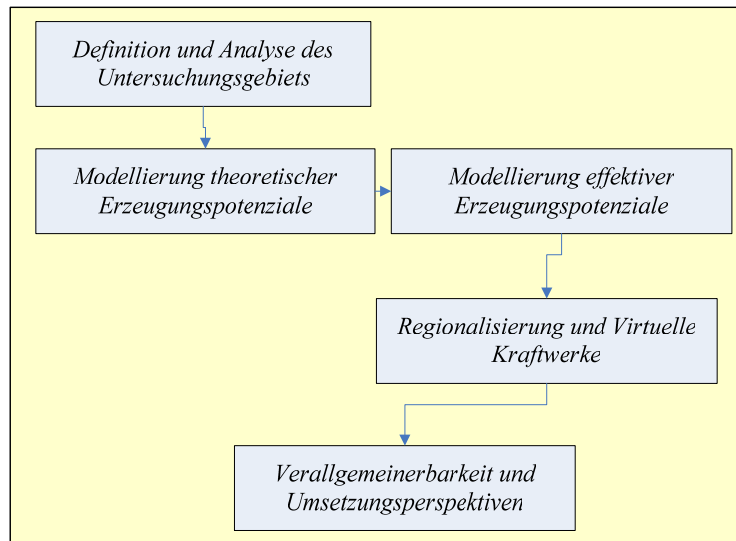 Definition und Analyse des
Untersuchungsgebiets
Modellierung theoretischer
Erzeugungspotenziale
Modellierung effektiver
Erzeugungspotenziale
Regionalisierung und Virtuelle
Kraftwerke
Verallgemeinerbarkeit und
Umsetzungsperspektiven